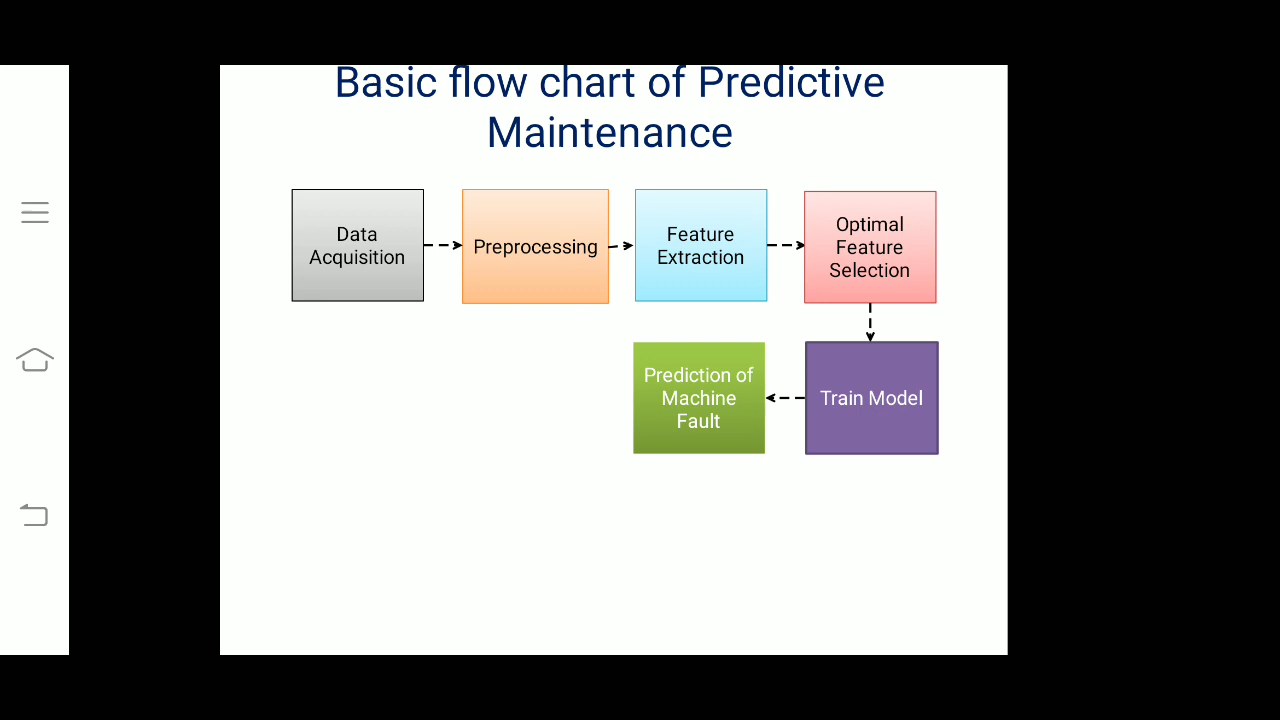 Basic flow chart of Predictive
Maintenance
Data
Acquisition
Preprocessing
Feature
Extraction
Optimal
Feature
Selection
Prediction of
Machine
Fault
Train Model